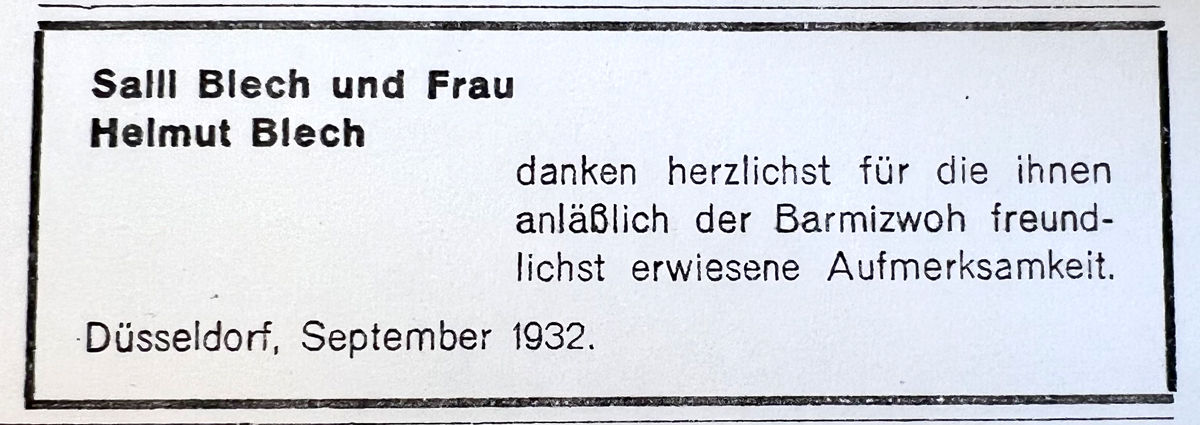 Salli Blech und Frau
Helmut Blech
danken herzlichst für die ihnen
anläßlich der Barmizwoh freund-
lichst erwiesene Aufmerksamkeit.
Düsseldorf, September 1932.